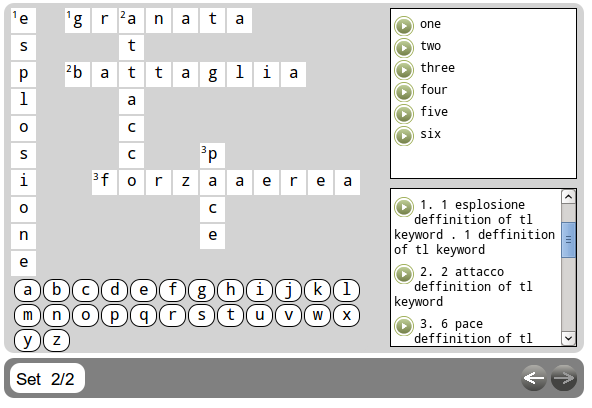 1e 1g r 2a n a t a
s t
p 2b a t t a g l i a
l a
o c
s c 3p
i 3f o r z a a e r e a
o c
n e
e
a b c d e f g h i j k l
m n o p q r s t u v w x
y z
one
two
three
four
five
six
1. 1 esplosione
deffinition of tl
keyword . 1 deffinition
of tl keyword
2. 2 attacco
deffinition of tl
keyword
3. 6 pace
deffinition of tl
Set 2/2